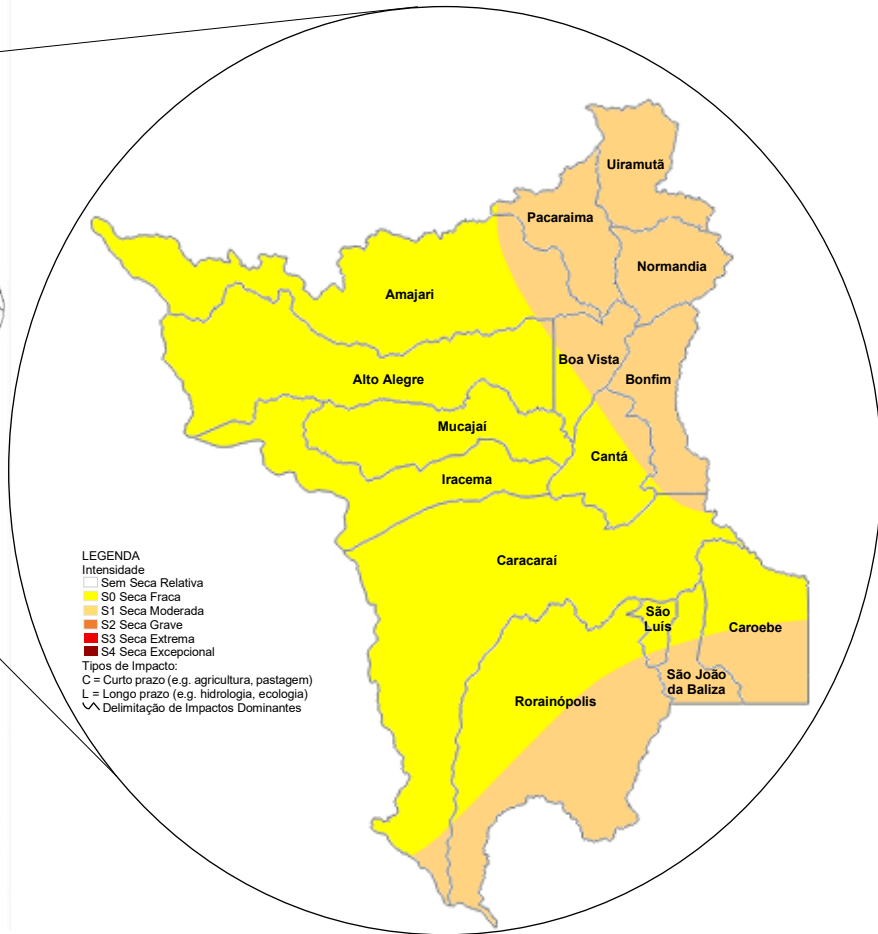 Uiramutã
Pacaraima
Normandia
Amajari
Boa Vista
Alto Alegre
Bonfim
Mucajaí
Cantá
Iracema
Caracaraí
São
Luís
Caroebe
São João
da Baliza
Rorainópolis
LEGENDA
Intensidade
Sem Seca Relativa
S0 Seca Fraca
S1 Seca Moderada
S2 Seca Grave
S3 Seca Extrema
S4 Seca Excepcional
Tipos de Impacto:
C = Curto prazo (e.g. agricultura, pastagem)
L = Longo prazo (e.g. hidrologia, ecologia)
Delimitação de Impactos Dominantes